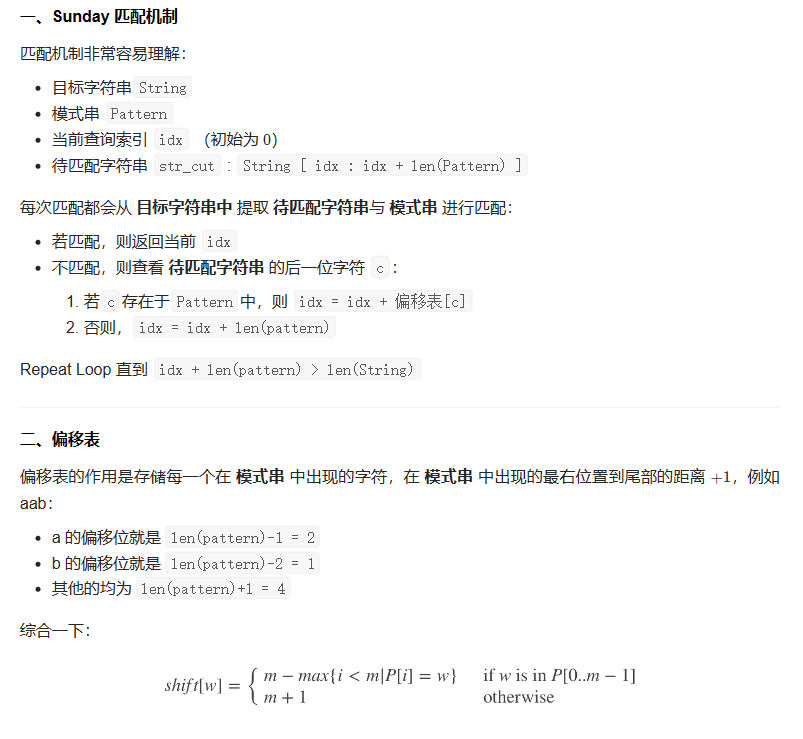 一、Sunday 匹配机制
匹配机制非常容易理解：
• 目标字符串 String
• 模式串 Pattern
• 当前查询索引 idx （初始为 0）
• 待匹配字符串 str_cut : String [ idx : idx + len(Pattern) ]
每次匹配都会从 目标字符串中 提取 待匹配字符串与 模式串 进行匹配：
• 若匹配，则返回当前 idx
• 不匹配，则查看 待匹配字符串 的后一位字符 c ：
1. 若 c 存在于 Pattern 中，则 idx = idx + 偏移表[c]
2. 否则， idx = idx + len(pattern)
Repeat Loop 直到 idx + len(pattern) > len(String)
二、偏移表
偏移表的作用是存储每一个在 模式串 中出现的字符，在 模式串 中出现的最右位置到尾部的距离 +1，例如
aab：
• a 的偏移位就是 len(pattern)-1 = 2
• b 的偏移位就是 len(pattern)-2 = 1
• 其他的均为 len(pattern)+1 = 4
综合一下：
shift[w] = { m − max{i < m|P[i] = w} if w is in P[0..m − 1]
m + 1 otherwise